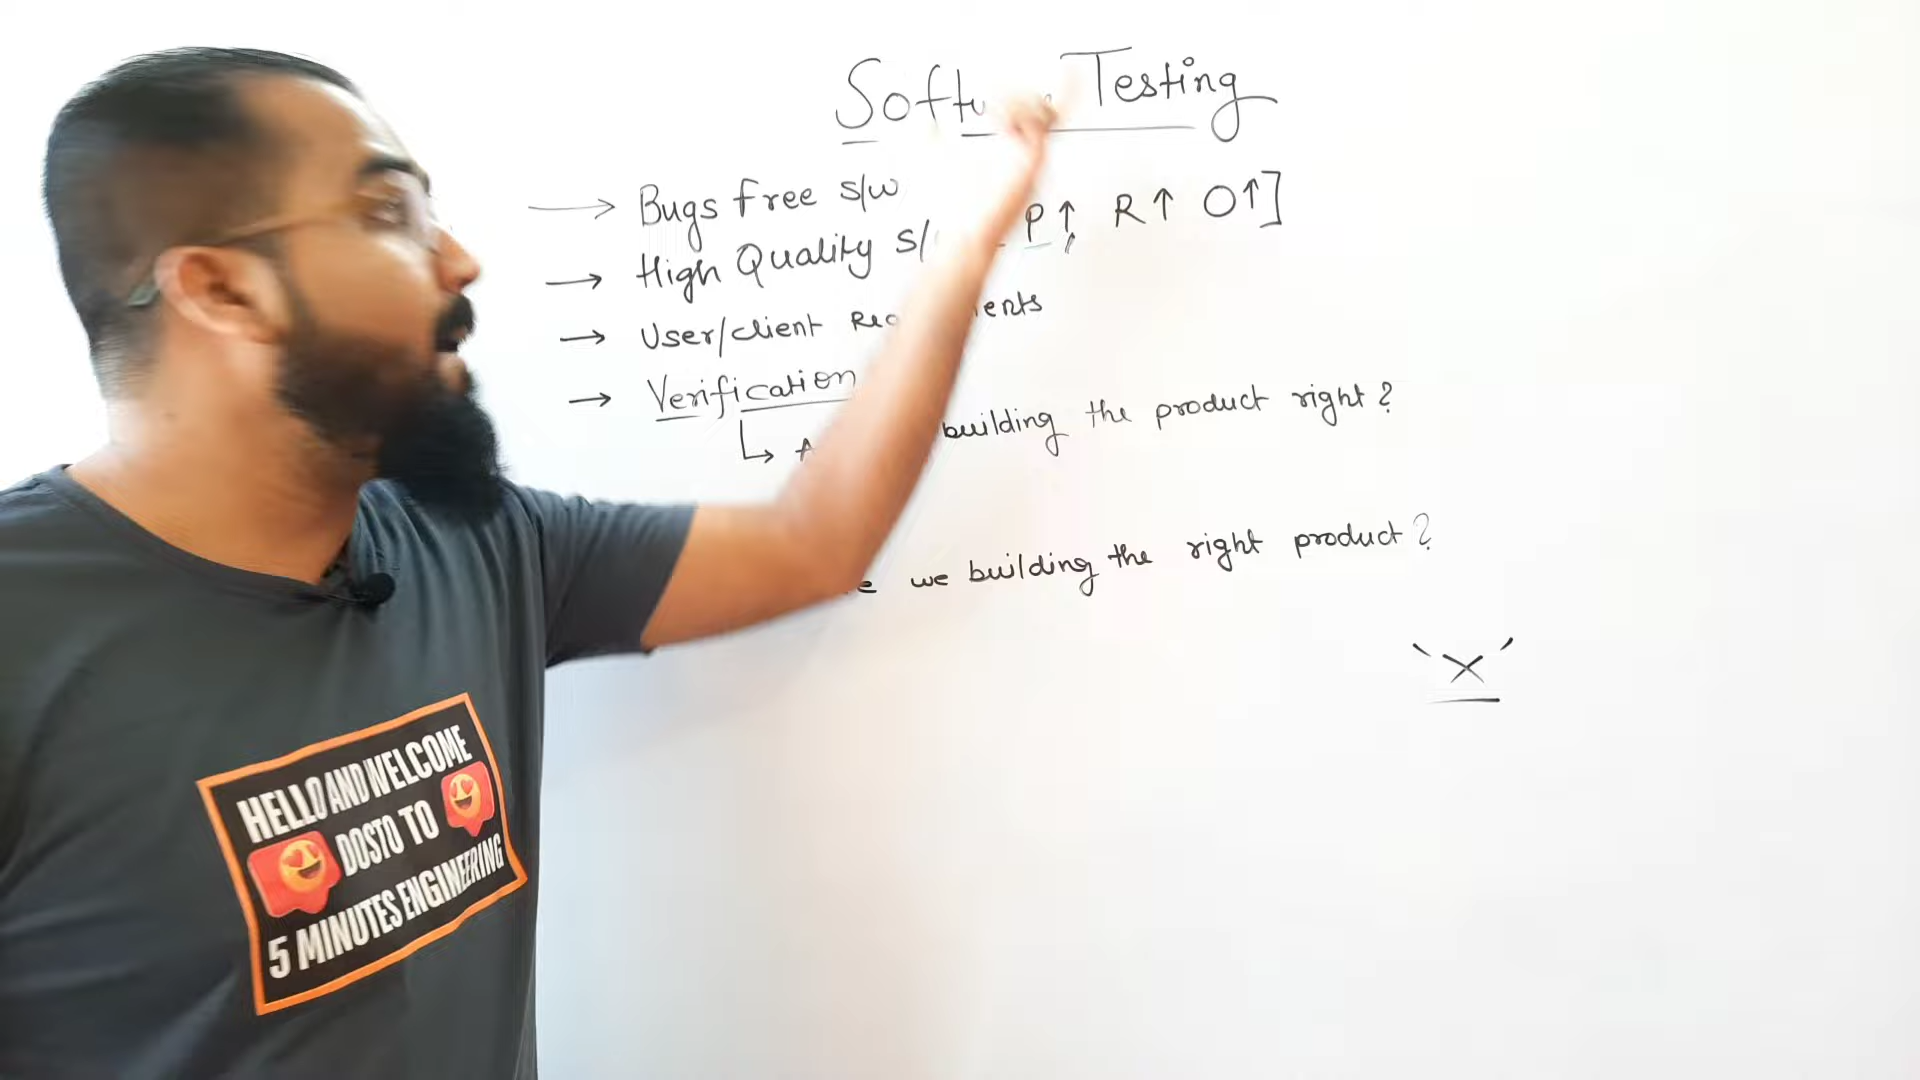 Testing
→ Bugs free s/w
→ High Quality P↑ R↑ O↑]
→ User/client
→ Verification
↳ building the product right?
we building the right product?
X
HELLO AND WELCOME
DOSTO TO
5 MINUTES ENGINEERING